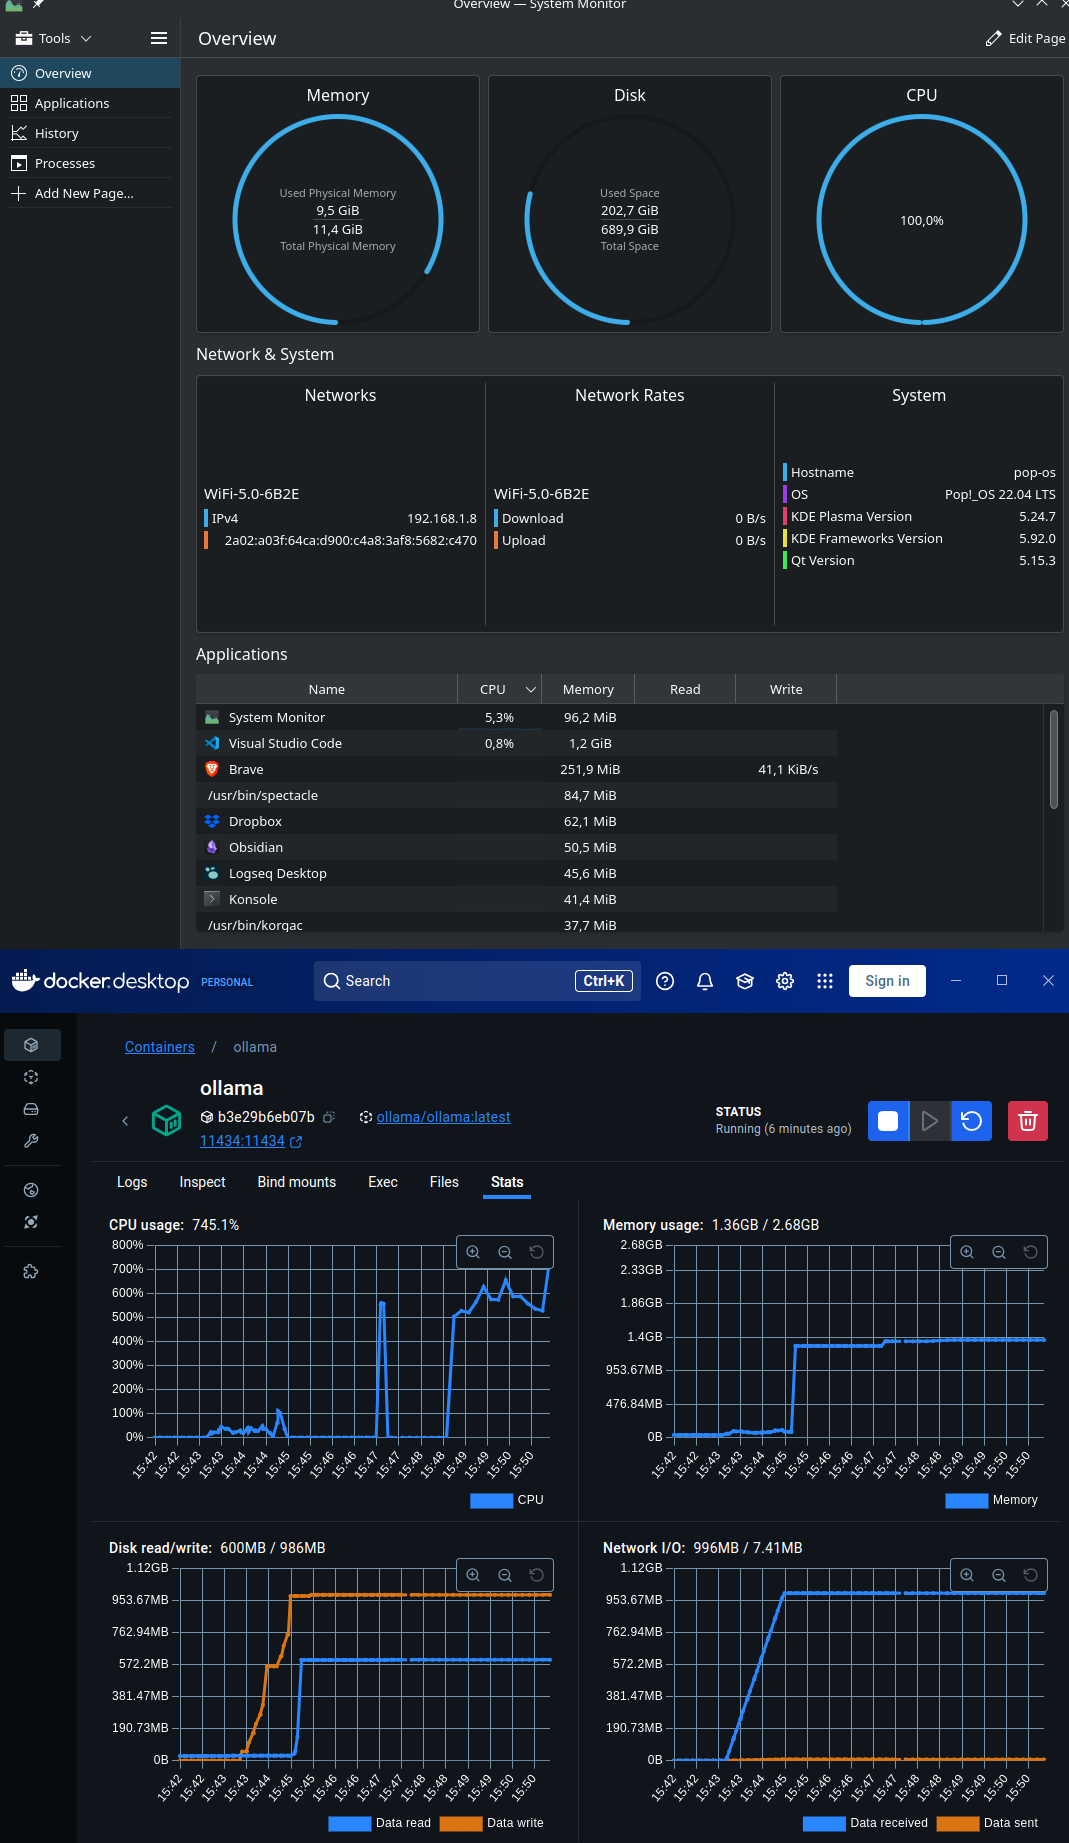 Overview — System Monitor
Tools
Overview
Edit Page
Overview
Applications
History
Processes
Add New Page...
Memory
Used Physical Memory
9,5 GiB
11,4 GiB
Total Physical Memory
Disk
Used Space
202,7 GiB
689,9 GiB
Total Space
CPU
100,0%
Network & System
Networks
WiFi-5.0-6B2E
IPv4 192.168.1.8
2a02:a03f:64ca:d900:c4a8:3af8:5682:c470
Network Rates
WiFi-5.0-6B2E
Download 0 B/s
Upload 0 B/s
System
Hostname pop-os
OS Pop!_OS 22.04 LTS
KDE Plasma Version 5.24.7
KDE Frameworks Version 5.92.0
Qt Version 5.15.3
Applications
Name CPU Memory Read Write
System Monitor 5,3% 96,2 MiB
Visual Studio Code 0,8% 1,2 GiB
Brave 251,9 MiB 41,1 KiB/s
/usr/bin/spectacle 84,7 MiB
Dropbox 62,1 MiB
Obsidian 50,5 MiB
Logseq Desktop 45,6 MiB
Konsole 41,4 MiB
/usr/bin/korgac 37,7 MiB
docker.desktop PERSONAL Search Ctrl+K Sign in
Containers / ollama
ollama
b3e29b6eb07b ollama/ollama:latest
11434:11434
STATUS
Running (6 minutes ago)
Logs Inspect Bind mounts Exec Files Stats
CPU usage: 745.1%
800%
700%
600%
500%
400%
300%
200%
100%
0%
15:42 15:42 15:43 15:43 15:44 15:44 15:45 15:45 15:46 15:46 15:47 15:47 15:48 15:48 15:49 15:49 15:50 15:50
CPU
Memory usage: 1.36GB / 2.68GB
2.68GB
2.33GB
1.86GB
1.4GB
953.67MB
476.84MB
0B
15:42 15:42 15:43 15:43 15:44 15:45 15:45 15:46 15:46 15:47 15:47 15:48 15:48 15:49 15:49 15:50 15:50
Memory
Disk read/write: 600MB / 986MB
1.12GB
953.67MB
762.94MB
572.2MB
381.47MB
190.73MB
0B
15:42 15:42 15:43 15:43 15:44 15:45 15:45 15:46 15:46 15:47 15:47 15:48 15:48 15:49 15:49 15:50 15:50
Data read Data write
Network I/O: 996MB / 7.41MB
1.12GB
953.67MB
762.94MB
572.2MB
381.47MB
190.73MB
0B
15:42 15:42 15:43 15:43 15:44 15:45 15:45 15:46 15:46 15:47 15:47 15:48 15:48 15:49 15:49 15:50 15:50
Data received Data sent